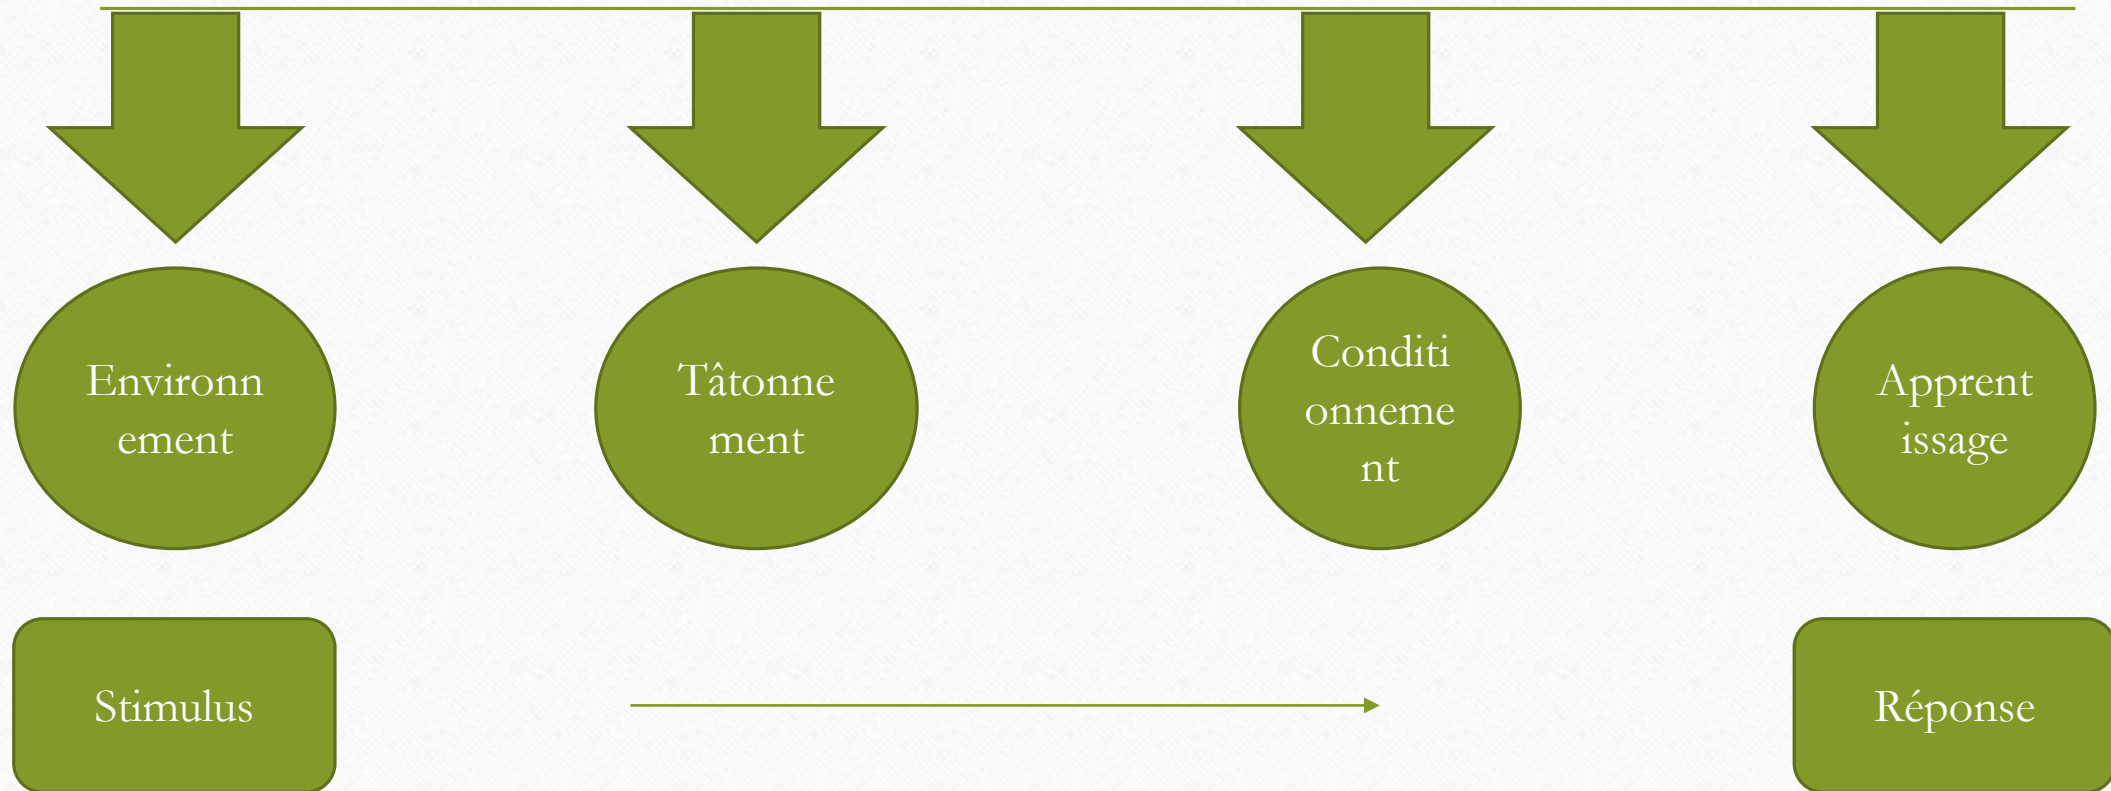 Environn
ement
Tâtonne
ment
Conditi
onneme
nt
Apprent
issage
Stimulus
Réponse